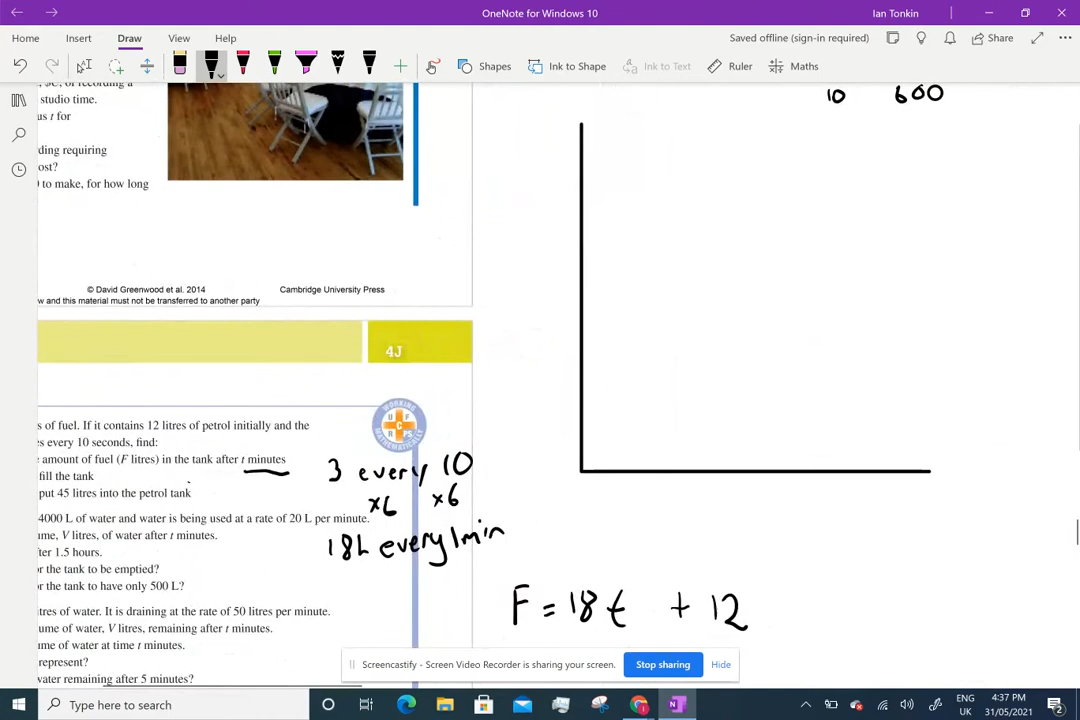 OneNote for Windows 10
Ian Tonkin
Home Insert Draw View Help
Saved offline (sign-in required)
Share
Shapes
Ink to Shape
Ink to Text
Ruler
Maths
10 600
or recording a
studio time.
us t for
ding requiring
ost?
0 to make, for how long
© David Greenwood et al. 2014 Cambridge University Press
w and this material must not be transferred to another party
4J
WORKING
MATHEMATICALLY
U F
C
R PS
s of fuel. If it contains 12 litres of petrol initially and the
es every 10 seconds, find:
e amount of fuel (F litres) in the tank after t minutes
fill the tank
put 45 litres into the petrol tank
3 every 10
×6 ×6
18L every 1min
4000 L of water and water is being used at a rate of 20 L per minute.
ume, V litres, of water after t minutes.
fter 1.5 hours.
or the tank to be emptied?
or the tank to have only 500 L?
F = 18t + 12
itres of water. It is draining at the rate of 50 litres per minute.
ume of water, V litres, remaining after t minutes.
ume of water at time t minutes.
represent?
water remaining after 5 minutes?
Screencastify - Screen Video Recorder is sharing your screen.
Stop sharing
Hide
Type here to search
ENG
UK
4:37 PM
31/05/2021
2